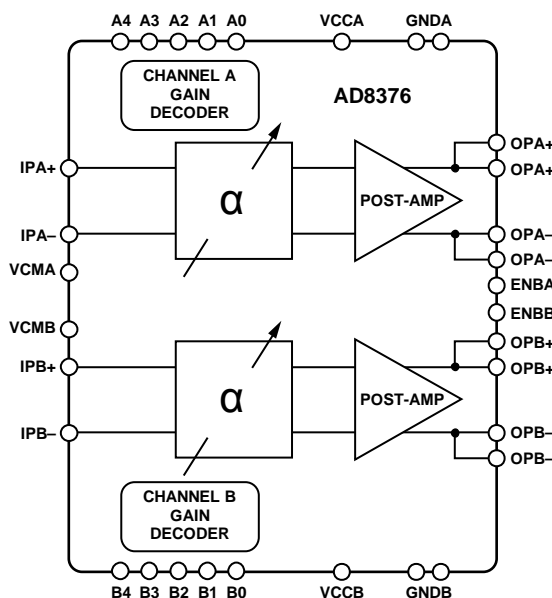 A4 A3 A2 A1 A0 VCCA GNDA
CHANNEL A
GAIN
DECODER
AD8376
OPA+
IPA+
OPA+
α
POST-AMP
IPA–
OPA–
OPA–
VCMA
ENBA
ENBB
VCMB
OPB+
IPB+
OPB+
α
POST-AMP
IPB–
OPB–
OPB–
CHANNEL B
GAIN
DECODER
B4 B3 B2 B1 B0 VCCB GNDB